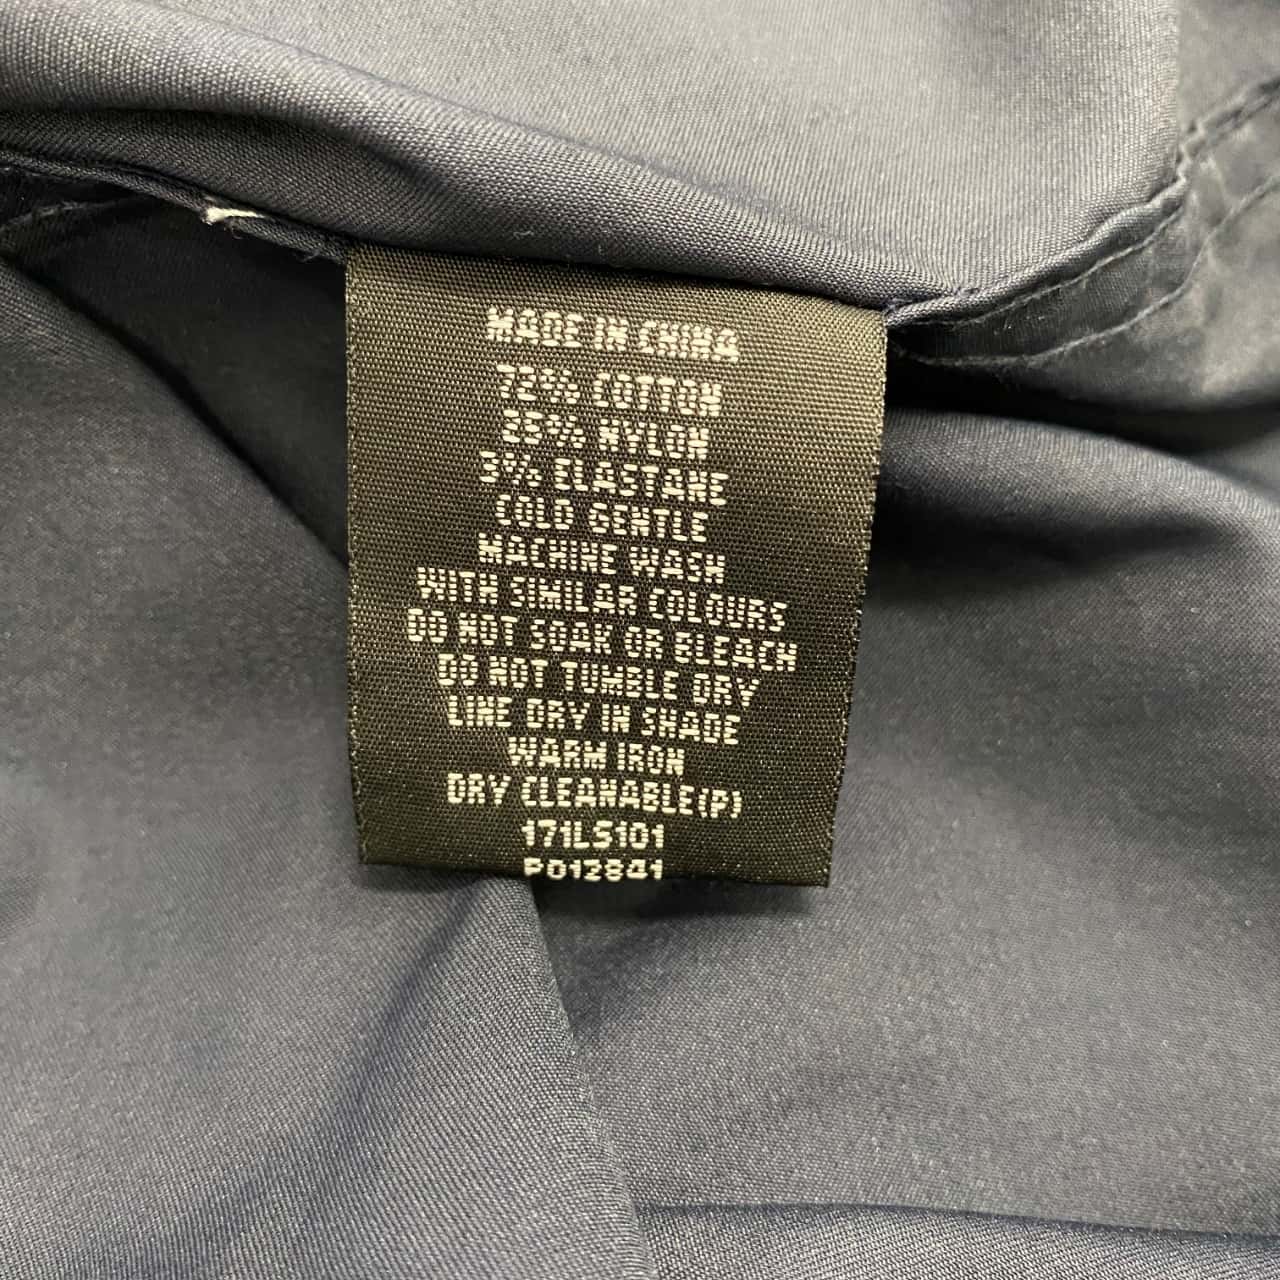 MADE IN CHINA
72% COTTON
25% NYLON
3% ELASTANE
COLD GENTLE
MACHINE WASH
WITH SIMILAR COLOURS
DO NOT SOAK OR BLEACH
DO NOT TUMBLE DRY
LINE DRY IN SHADE
WARM IRON
DRY CLEANABLE(P)
171LS101
PO12841